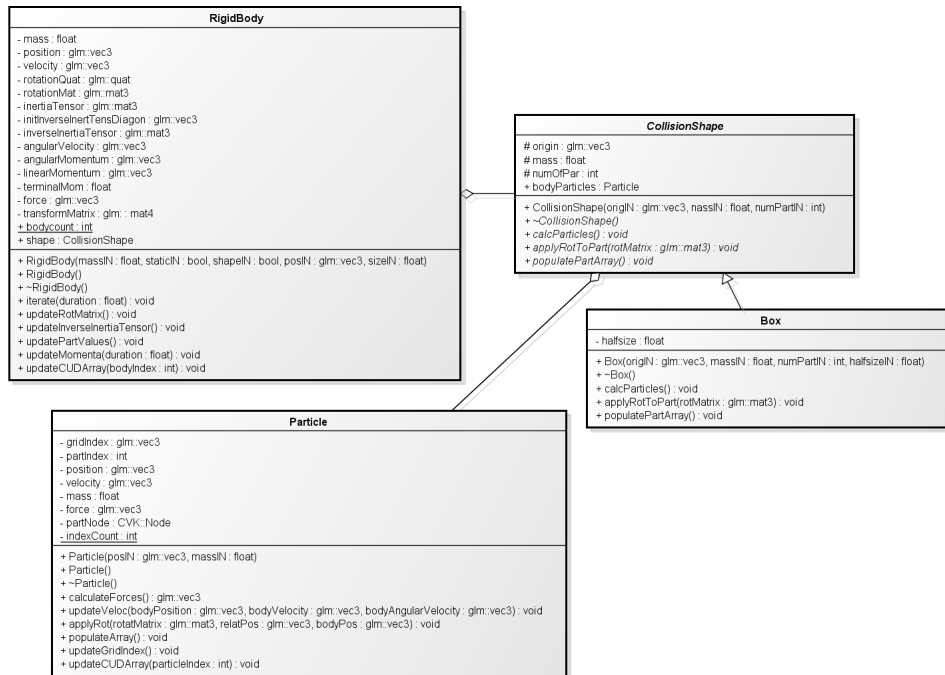 RigidBody
- mass : float
- position : glm::vec3
- velocity : glm::vec3
- rotationQuat : glm::quat
- rotationMat : glm::mat3
- inertiaTensor : glm::mat3
- initInverseInertTensDiagon : glm::vec3
- inverseInertiaTensor : glm::mat3
- angularVelocity : glm::vec3
- angularMomentum : glm::vec3
- linearMomentum : glm::vec3
- terminalMom : float
- force : glm::vec3
- transformMatrix : glm: : mat4
+ bodycount : int
+ shape : CollisionShape
+ RigidBody(massIN : float, staticIN : bool, shapeIN : bool, posIN : glm::vec3, sizeIN : float)
+ RigidBody()
+ ~RigidBody()
+ iterate(duration : float) : void
+ updateRotMatrix() : void
+ updateInverseInertiaTensor() : void
+ updatePartValues() : void
+ updateMomenta(duration : float) : void
+ updateCUDArray(bodyIndex : int) : void
CollisionShape
# origin : glm::vec3
# mass : float
# numOfPar : int
+ bodyParticles : Particle
+ CollisionShape(origIN : glm::vec3, nassIN : float, numPartIN : int)
+ ~CollisionShape()
+ calcParticles() : void
+ applyRotToPart(rotMatrix : glm::mat3) : void
+ populatePartArray() : void
Box
- halfsize : float
+ Box(origIN : glm::vec3, massIN : float, numPartIN : int, halfsizeIN : float)
+ ~Box()
+ calcParticles() : void
+ applyRotToPart(rotMatrix : glm::mat3) : void
+ populatePartArray() : void
Particle
- gridIndex : glm::vec3
- partIndex : int
- position : glm::vec3
- velocity : glm::vec3
- mass : float
- force : glm::vec3
- partNode : CVK::Node
- indexCount : int
+ Particle(posIN : glm::vec3, massIN : float)
+ Particle()
+ ~Particle()
+ calculateForces() : glm::vec3
+ updateVeloc(bodyPosition : glm::vec3, bodyVelocity : glm::vec3, bodyAngularVelocity : glm::vec3) : void
+ applyRot(rotatMatrix : glm::mat3, relatPos : glm::vec3, bodyPos : glm::vec3) : void
+ populateArray() : void
+ updateGridIndex() : void
+ updateCUDArray(particleIndex : int) : void